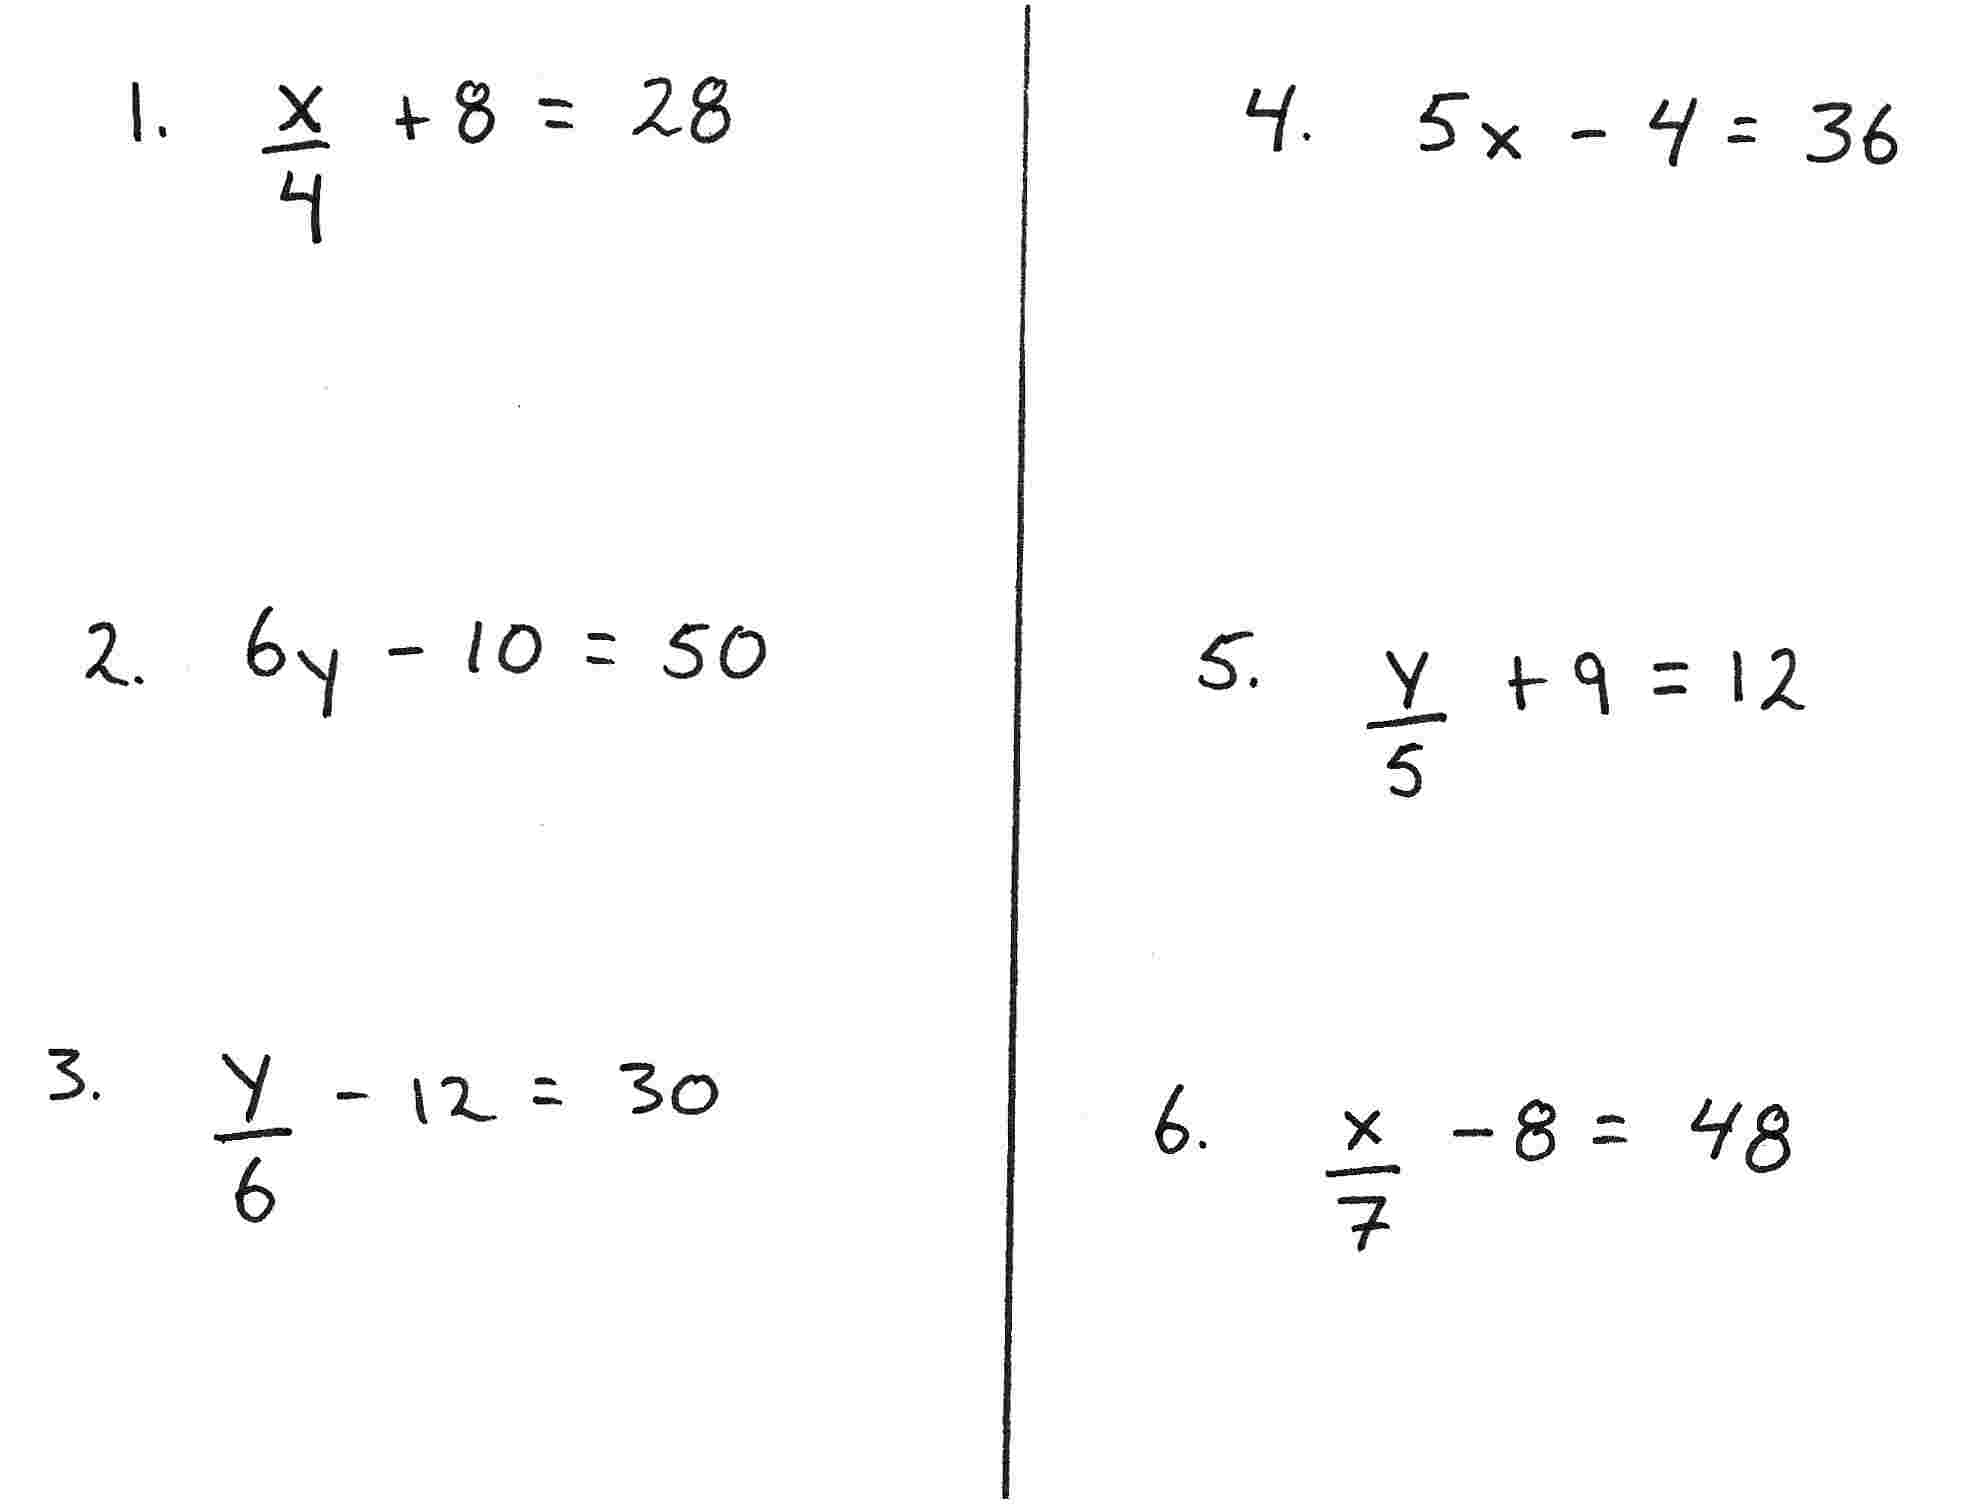 1. x/4 + 8 = 28
2. 6y - 10 = 50
3. y/6 - 12 = 30
4. 5x - 4 = 36
5. y/5 + 9 = 12
6. x/7 - 8 = 48